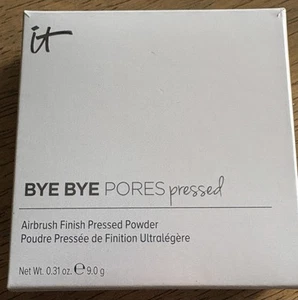 it
BYE BYE PORES pressed
Airbrush Finish Pressed Powder
Poudre Pressée de Finition Ultralégère
Net Wt. 0.31 oz. ℮ 9.0 g